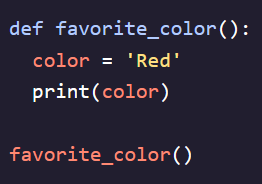 def favorite_color():
  color = 'Red'
  print(color)

favorite_color()